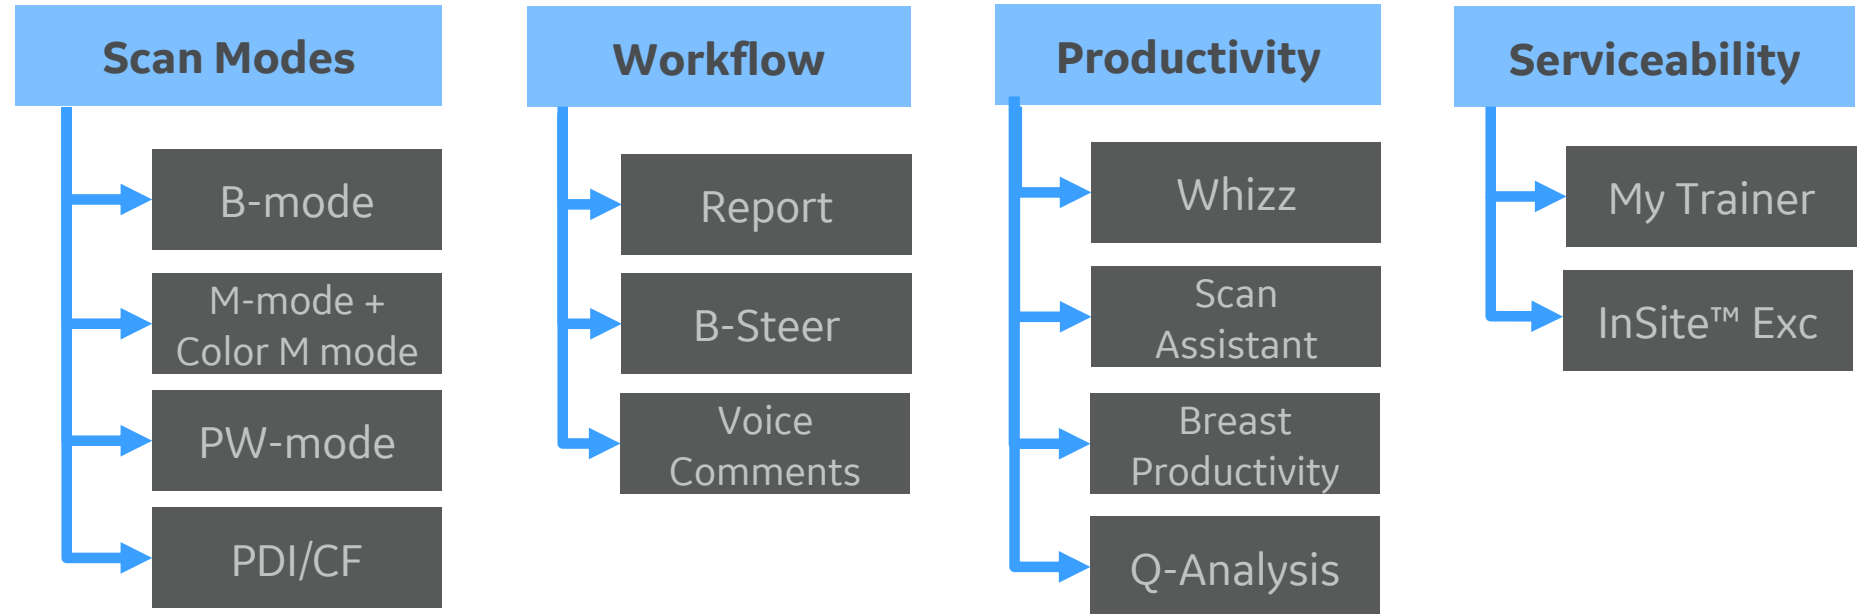 Scan Modes
B-mode
M-mode +
Color M mode
PW-mode
PDI/CF
Workflow
Report
B-Steer
Voice
Comments
Productivity
Whizz
Scan
Assistant
Breast
Productivity
Q-Analysis
Serviceability
My Trainer
InSite™ Exc